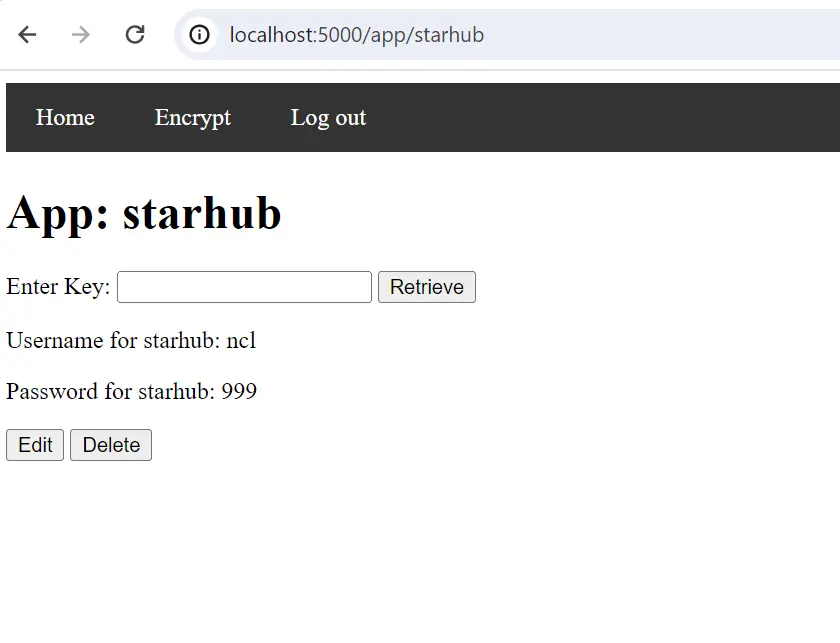 localhost:5000/app/starhub
Home Encrypt Log out
App: starhub
Enter Key: Retrieve
Username for starhub: ncl
Password for starhub: 999
Edit Delete